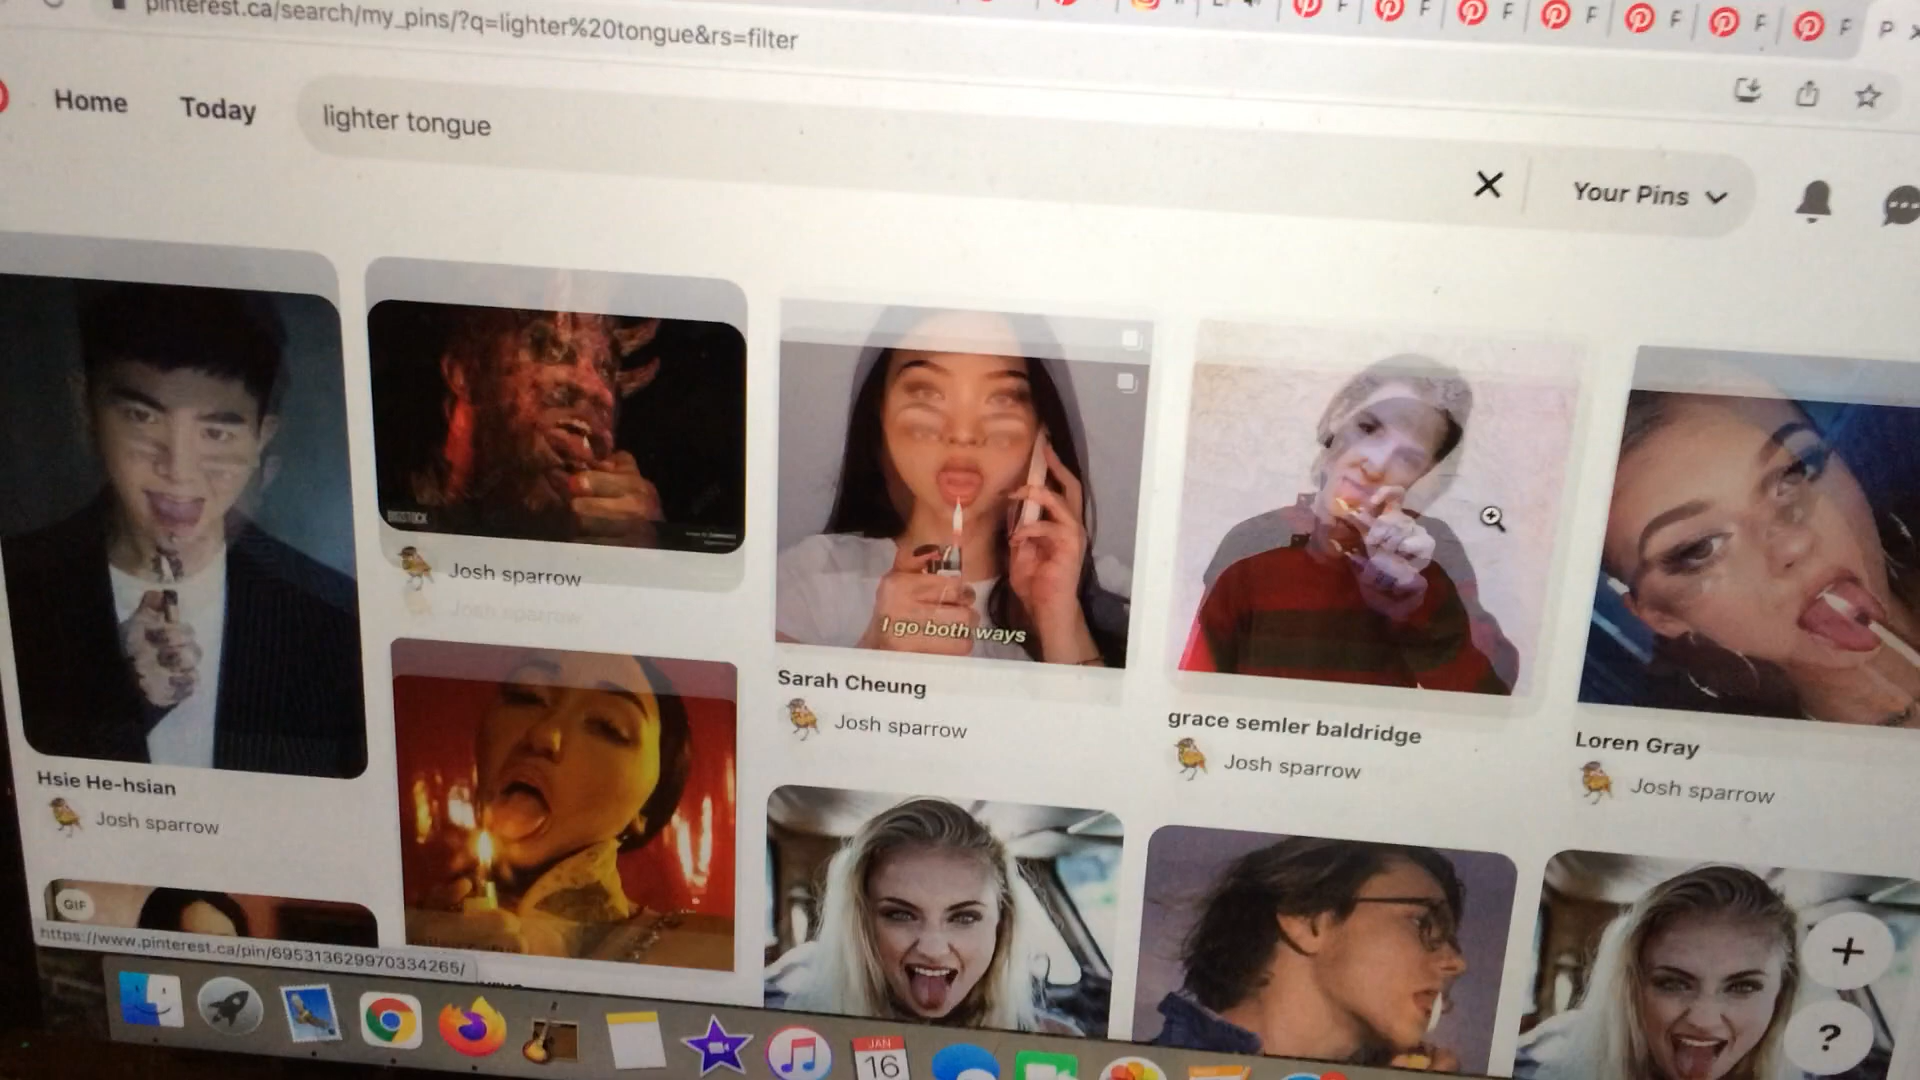 pinterest.ca/search/my_pins/?q=lighter%20tongue&rs=filter
F F F F F F F P
Home Today lighter tongue
Your Pins
Josh sparrow
Josh sparrow
I go both ways
Sarah Cheung
Josh sparrow
grace semler baldridge
Josh sparrow
Loren Gray
Josh sparrow
Hsie He-hsian
Josh sparrow
GIF
https://www.pinterest.ca/pin/695313629970334265/
JAN
16
+
?